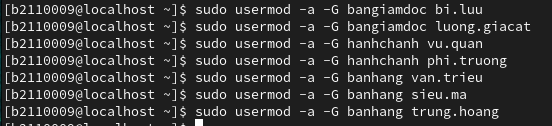 [b2110009@localhost ~]$ sudo usermod -a -G bangiamdoc bi.luu
[b2110009@localhost ~]$ sudo usermod -a -G bangiamdoc luong.giacat
[b2110009@localhost ~]$ sudo usermod -a -G hanhchanh vu.quan
[b2110009@localhost ~]$ sudo usermod -a -G hanhchanh phi.truong
[b2110009@localhost ~]$ sudo usermod -a -G banhang van.trieu
[b2110009@localhost ~]$ sudo usermod -a -G banhang sieu.ma
[b2110009@localhost ~]$ sudo usermod -a -G banhang trung.hoang
[b2110009@localhost ~]$